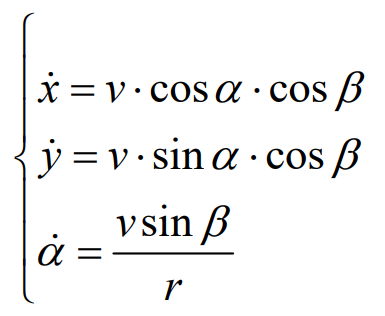 ẋ = v · cos α · cos β
ẏ = v · sin α · cos β
α̇ = v sin β / r